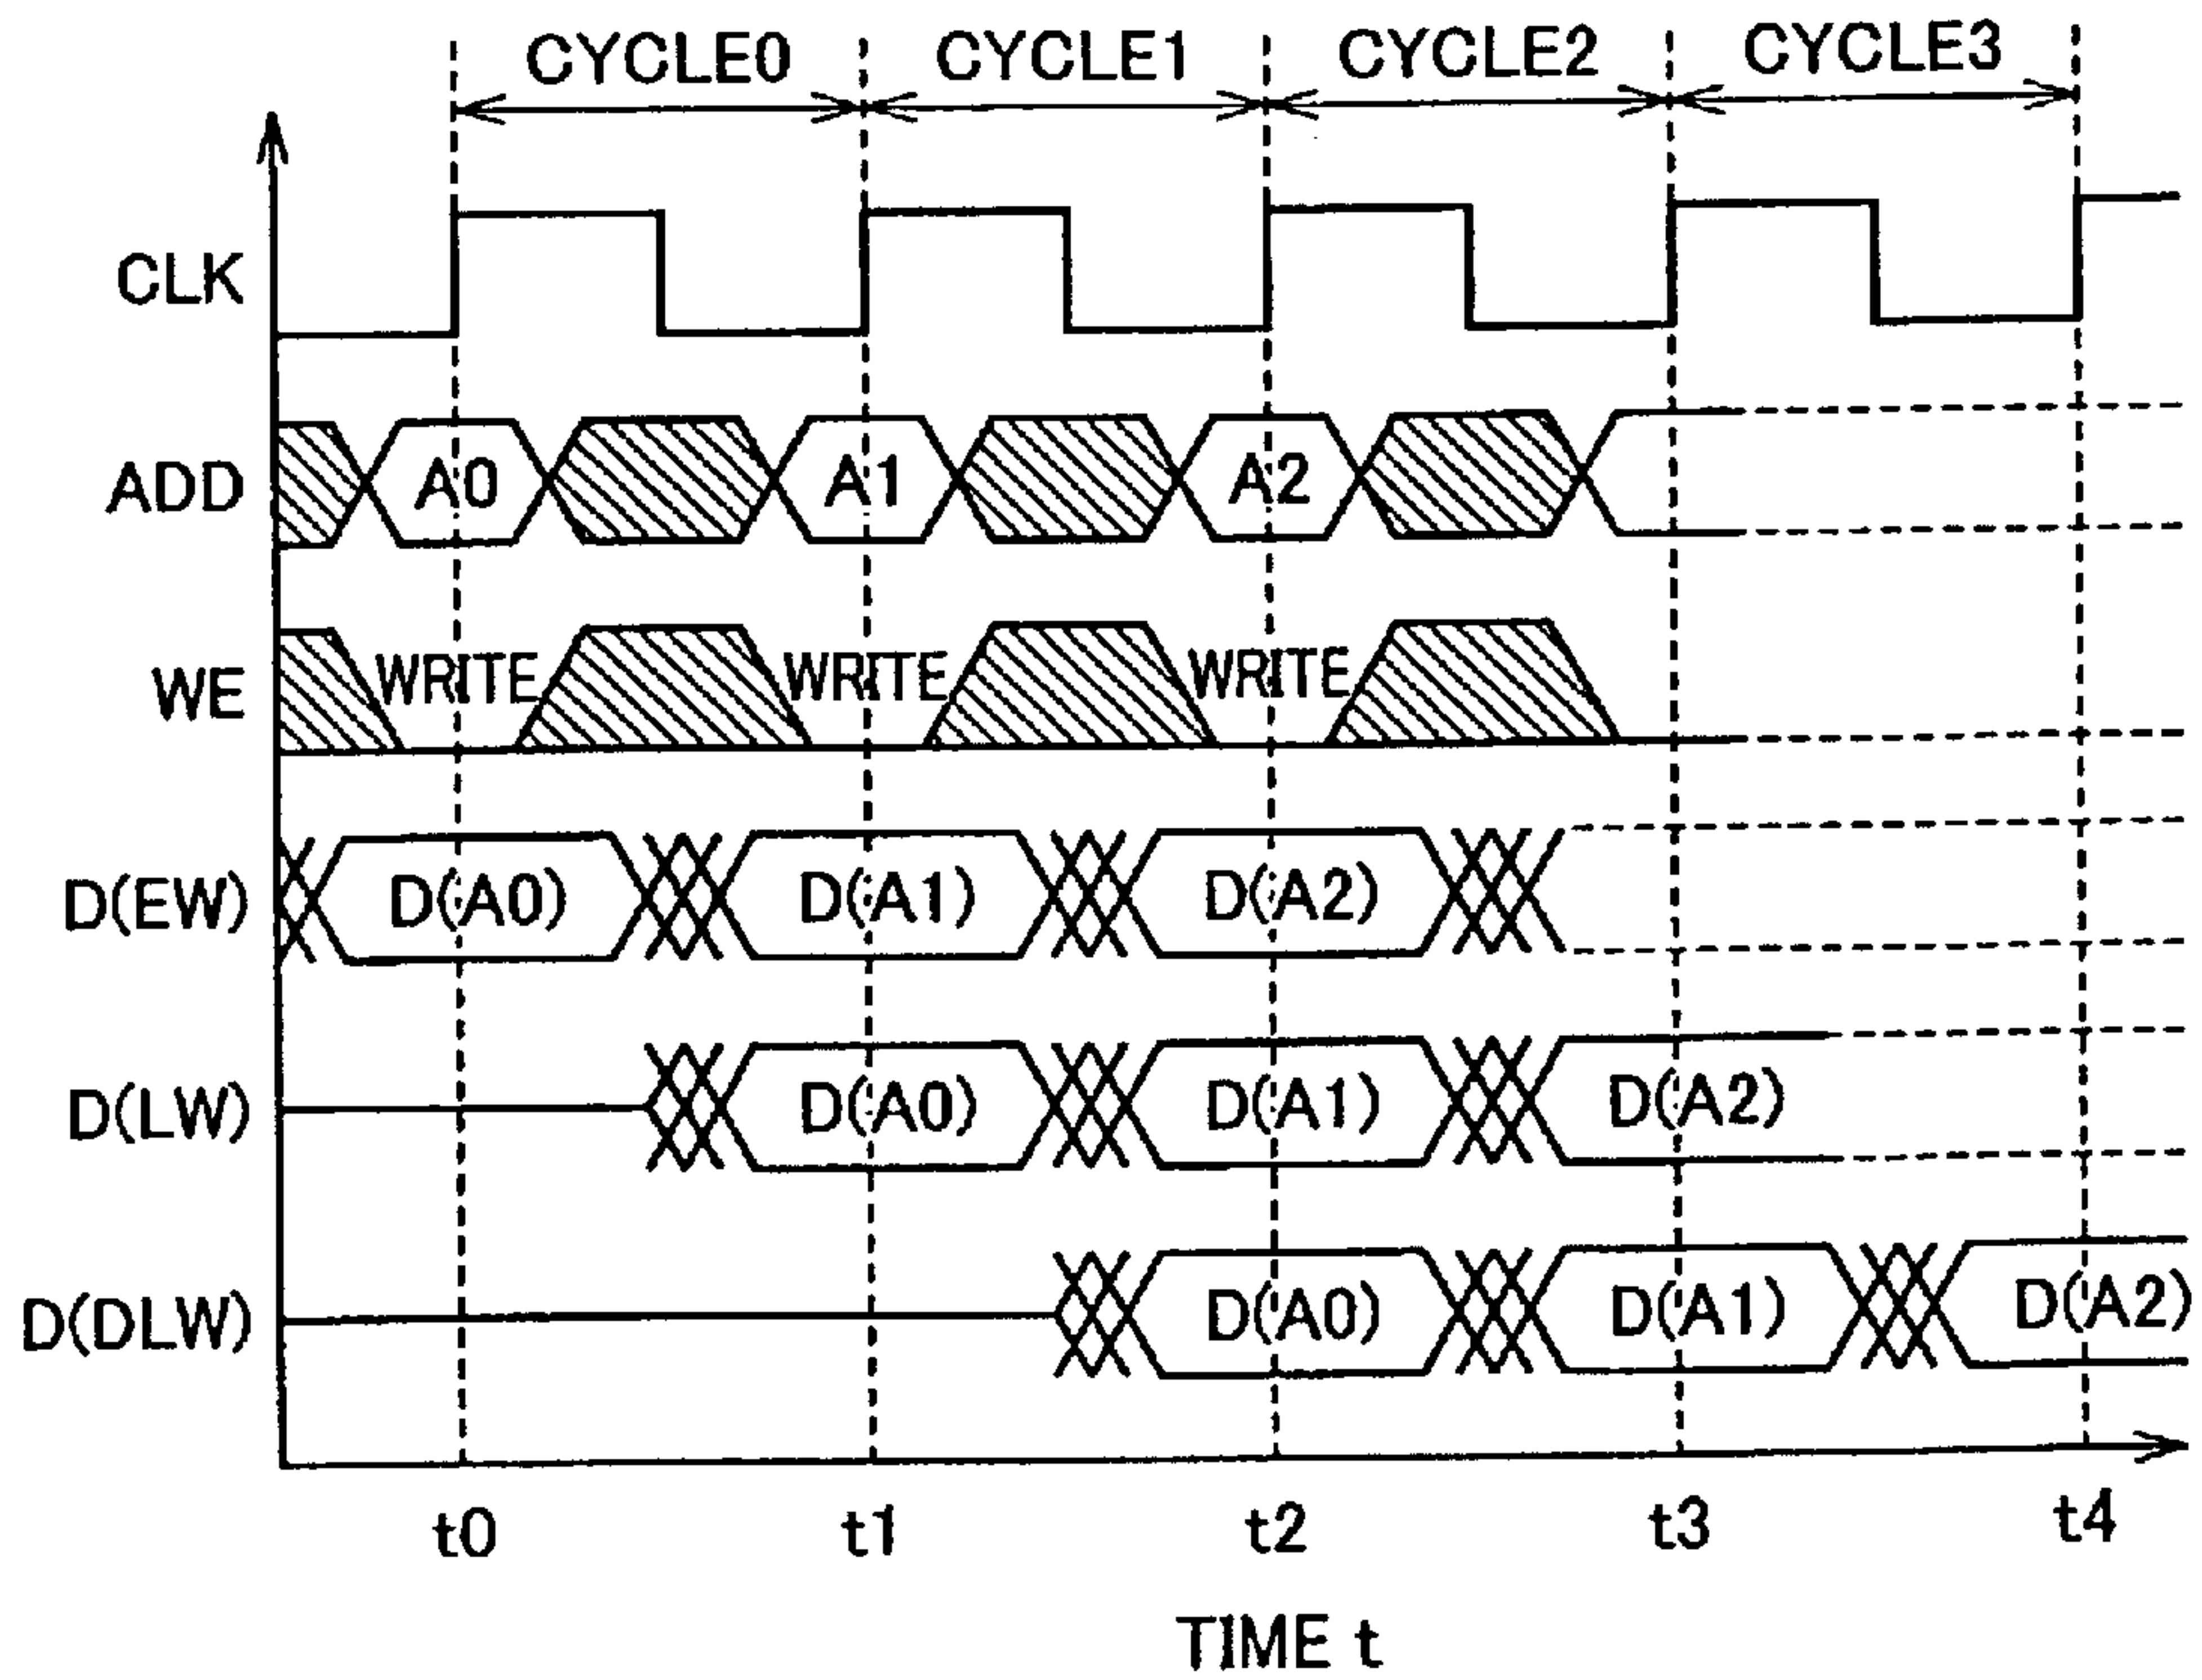 CYCLE0 CYCLE1 CYCLE2 CYCLE3
CLK
ADD A0 A1 A2
WE WRITE WRITE WRITE
D(EW) D(A0) D(A1) D(A2)
D(LW) D(A0) D(A1) D(A2)
D(DLW) D(A0) D(A1) D(A2)
t0 t1 t2 t3 t4
TIME t